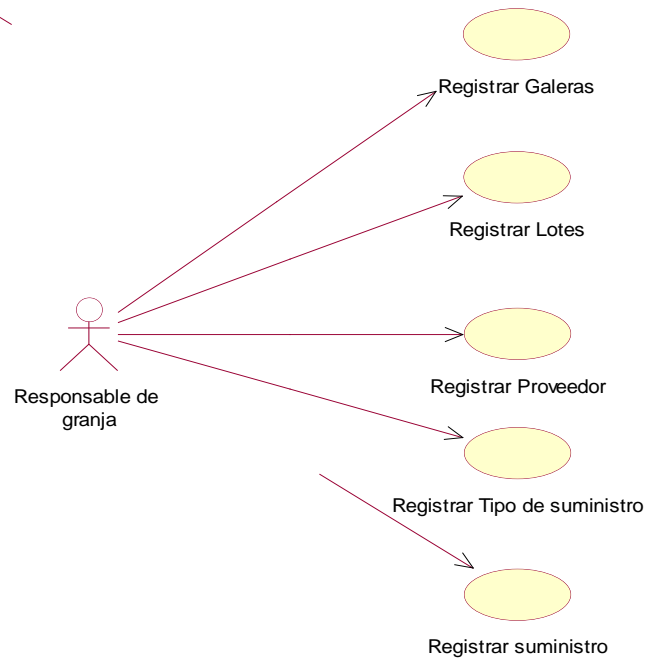 Registrar Galeras
Registrar Lotes
Responsable de
granja
Registrar Proveedor
Registrar Tipo de suministro
Registrar suministro